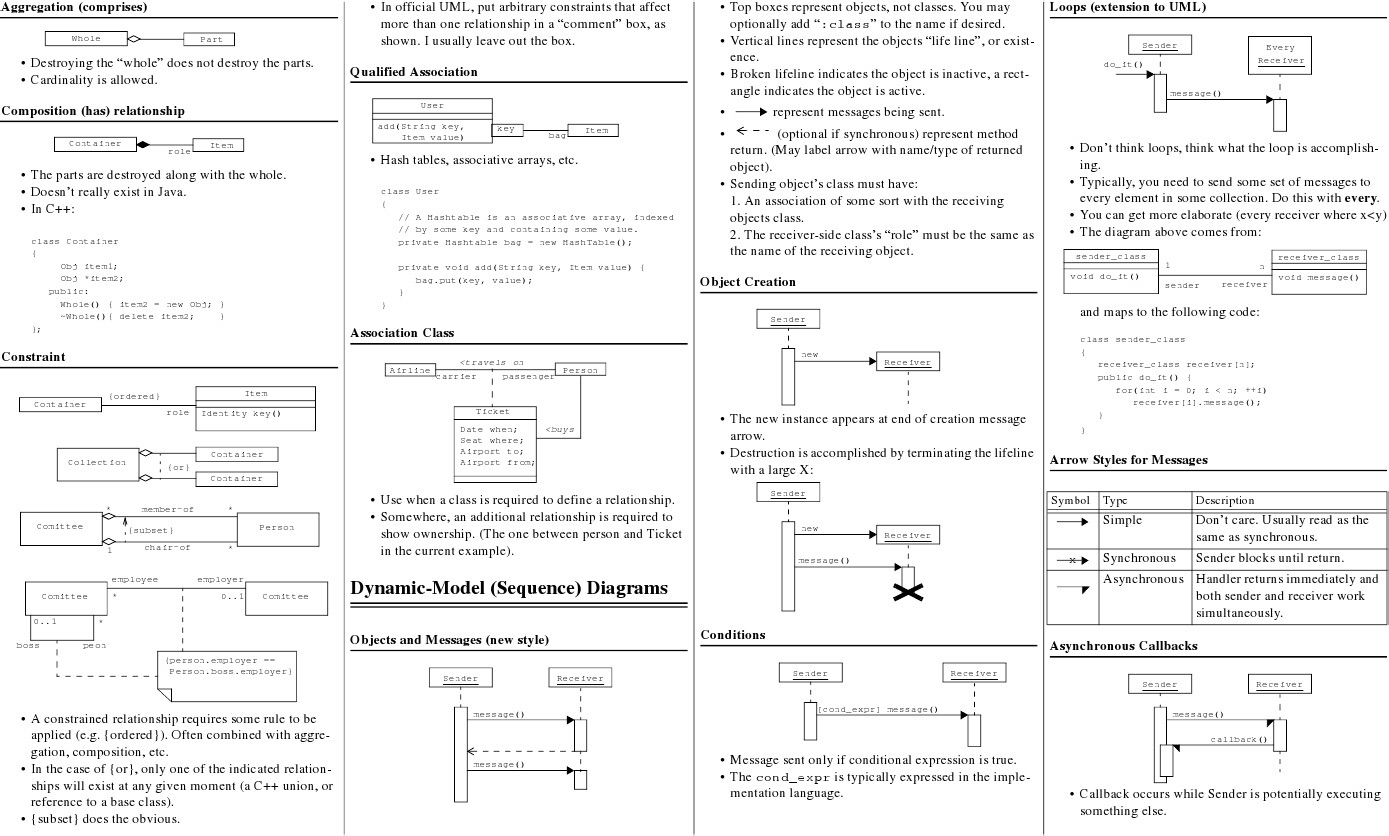 Aggregation (comprises)
Whole
Part
• Destroying the “whole” does not destroy the parts.
• Cardinality is allowed.
Composition (has) relationship
Container
role
Item
• The parts are destroyed along with the whole.
• Doesn’t really exist in Java.
• In C++:
class Container
{
Obj item1;
Obj *item2;
public:
Whole() { item2 = new Obj; }
~Whole(){ delete item2; }
};
Constraint
Container
{ordered}
role
Item
Identity key()
Collection
Container
{or}
Container
Comittee
* member-of *
{subset}
1 chair-of *
Person
employee employer
Comittee
* 0..1
Comittee
0..1 *
boss peon
{person.employer ==
Person.boss.employer}
• A constrained relationship requires some rule to be
applied (e.g. {ordered}). Often combined with aggre-
gation, composition, etc.
• In the case of {or}, only one of the indicated relation-
ships will exist at any given moment (a C++ union, or
reference to a base class).
• {subset} does the obvious.
• In official UML, put arbitrary constraints that affect
more than one relationship in a “comment” box, as
shown. I usually leave out the box.
Qualified Association
User
add(String key,
Item value)
key
bag
Item
• Hash tables, associative arrays, etc.
class User
{
// A Hashtable is an associative array, indexed
// by some key and containing some value.
private Hashtable bag = new HashTable();
private void add(String key, Item value) {
bag.put(key, value);
}
}
Association Class
Airline
<travels on
carrier passenger
Person
Ticket
Date when;
Seat where;
Airport to;
Airport from;
<buys
• Use when a class is required to define a relationship.
• Somewhere, an additional relationship is required to
show ownership. (The one between person and Ticket
in the current example).
Dynamic-Model (Sequence) Diagrams
Objects and Messages (new style)
Sender
Receiver
message()
message()
• Top boxes represent objects, not classes. You may
optionally add “:class” to the name if desired.
• Vertical lines represent the objects “life line”, or exist-
ence.
• Broken lifeline indicates the object is inactive, a rect-
angle indicates the object is active.
• represent messages being sent.
• (optional if synchronous) represent method
return. (May label arrow with name/type of returned
object).
• Sending object’s class must have:
1. An association of some sort with the receiving
objects class.
2. The receiver-side class’s “role” must be the same as
the name of the receiving object.
Object Creation
Sender
new
Receiver
• The new instance appears at end of creation message
arrow.
• Destruction is accomplished by terminating the lifeline
with a large X:
Sender
new
Receiver
message()
Conditions
Sender
Receiver
[cond_expr] message()
• Message sent only if conditional expression is true.
• The cond_expr is typically expressed in the imple-
mentation language.
Loops (extension to UML)
Sender
Every
Receiver
do_it()
message()
• Don’t think loops, think what the loop is accomplish-
ing.
• Typically, you need to send some set of messages to
every element in some collection. Do this with every.
• You can get more elaborate (every receiver where x<y)
• The diagram above comes from:
sender_class
void do_it()
1 n
sender receiver
receiver_class
void message()
and maps to the following code:
class sender_class
{
receiver_class receiver[n];
public do_it() {
for(int i = 0; i < n; ++i)
receiver[i].message();
}
}
Arrow Styles for Messages
Symbol Type Description
Simple Don’t care. Usually read as the
same as synchronous.
Synchronous Sender blocks until return.
Asynchronous Handler returns immediately and
both sender and receiver work
simultaneously.
Asynchronous Callbacks
Sender
Receiver
message()
callback()
• Callback occurs while Sender is potentially executing
something else.